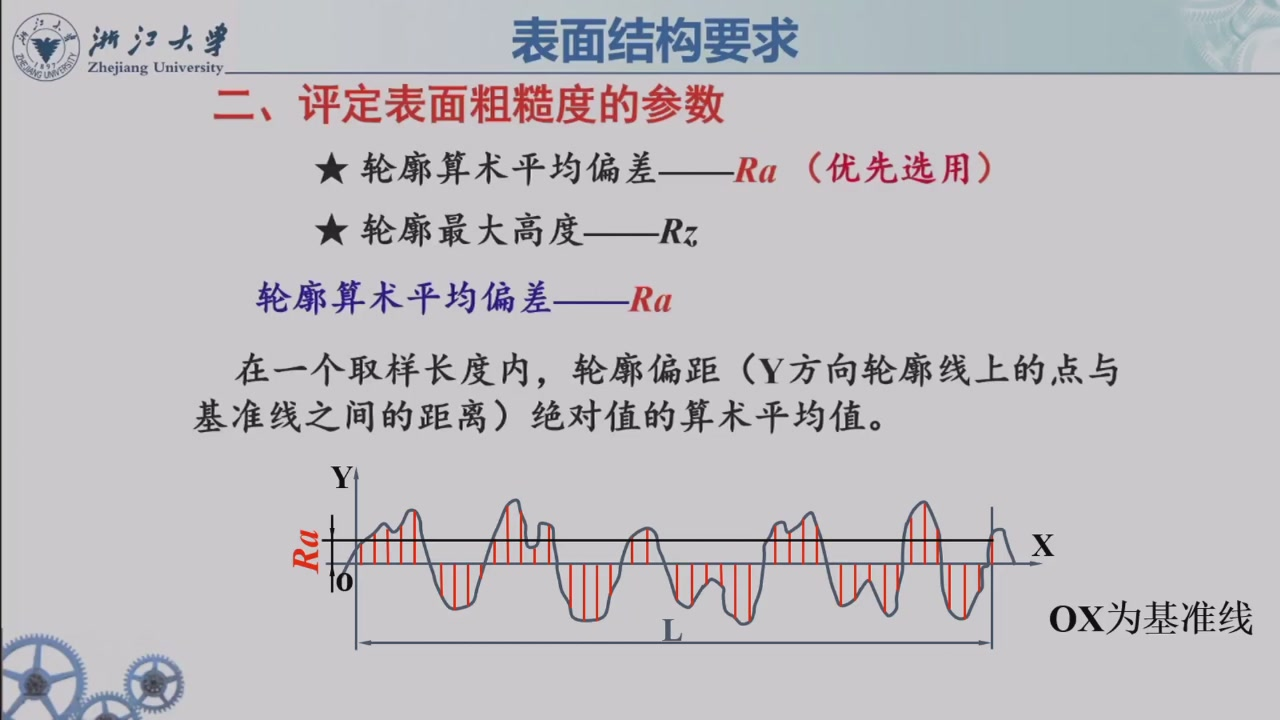 浙江大学
Zhejiang University
表面结构要求
二、评定表面粗糙度的参数
★ 轮廓算术平均偏差——Ra（优先选用）
★ 轮廓最大高度——Rz
轮廓算术平均偏差——Ra
在一个取样长度内，轮廓偏距（Y方向轮廓线上的点与
基准线之间的距离）绝对值的算术平均值。
Y
Ra
O
X
L
OX为基准线